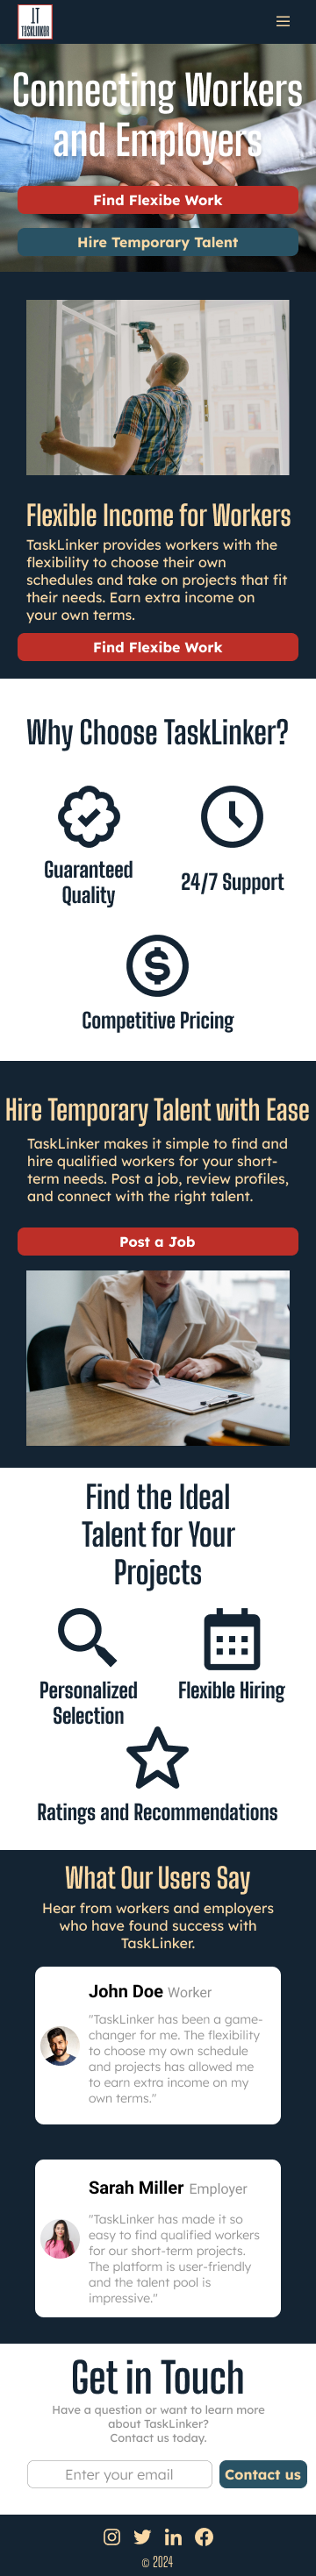 TT
TASKLINKER
Connecting Workers
and Employers
Find Flexibe Work
Hire Temporary Talent
Flexible Income for Workers
TaskLinker provides workers with the
flexibility to choose their own
schedules and take on projects that fit
their needs. Earn extra income on
your own terms.
Find Flexibe Work
Why Choose TaskLinker?
Guaranteed
Quality
24/7 Support
Competitive Pricing
Hire Temporary Talent with Ease
TaskLinker makes it simple to find and
hire qualified workers for your short-
term needs. Post a job, review profiles,
and connect with the right talent.
Post a Job
Find the Ideal
Talent for Your
Projects
Personalized
Selection
Flexible Hiring
Ratings and Recommendations
What Our Users Say
Hear from workers and employers
who have found success with
TaskLinker.
John Doe Worker
"TaskLinker has been a game-
changer for me. The flexibility
to choose my own schedule
and projects has allowed me
to earn extra income on my
own terms."
Sarah Miller Employer
"TaskLinker has made it so
easy to find qualified workers
for our short-term projects.
The platform is user-friendly
and the talent pool is
impressive."
Get in Touch
Have a question or want to learn more
about TaskLinker?
Contact us today.
Enter your email
Contact us
© 2024